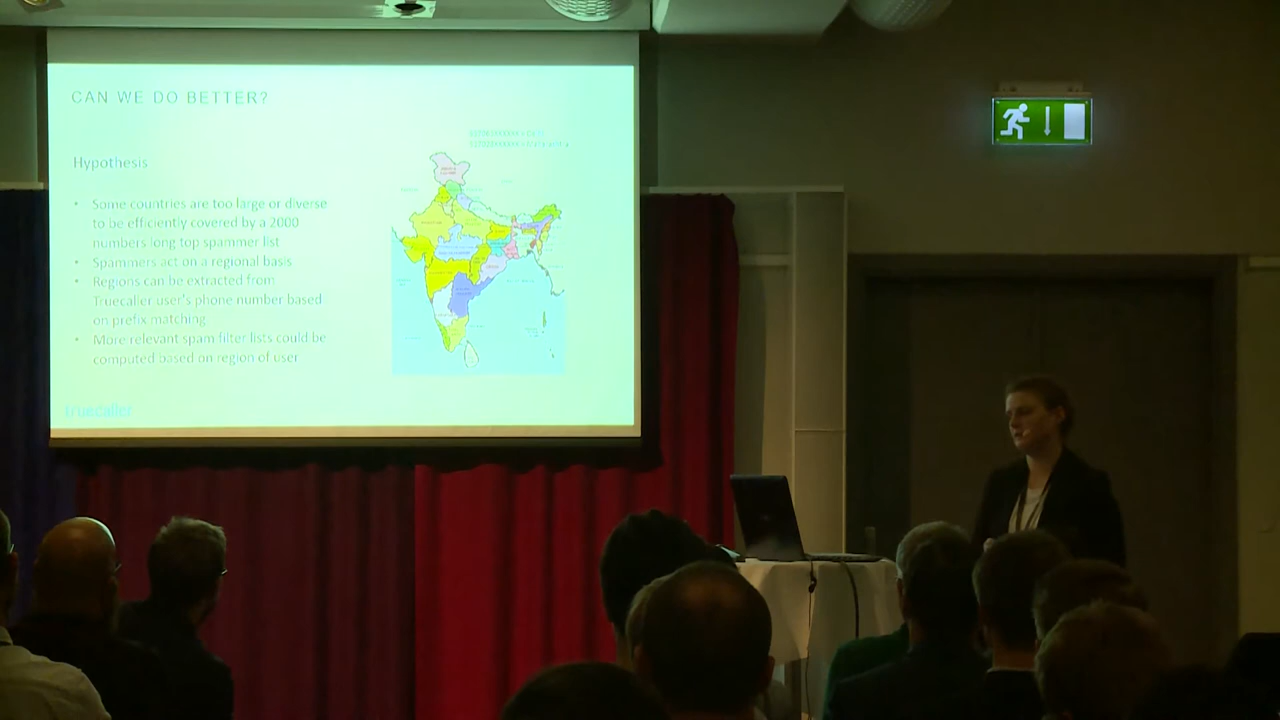 CAN WE DO BETTER?
Hypothesis
• Some countries are too large or diverse
to be efficiently covered by a 2000
numbers long top spammer list
• Spammers act on a regional basis
• Regions can be extracted from
Truecaller user's phone number based
on prefix matching
• More relevant spam filter lists could be
computed based on region of user
truecaller